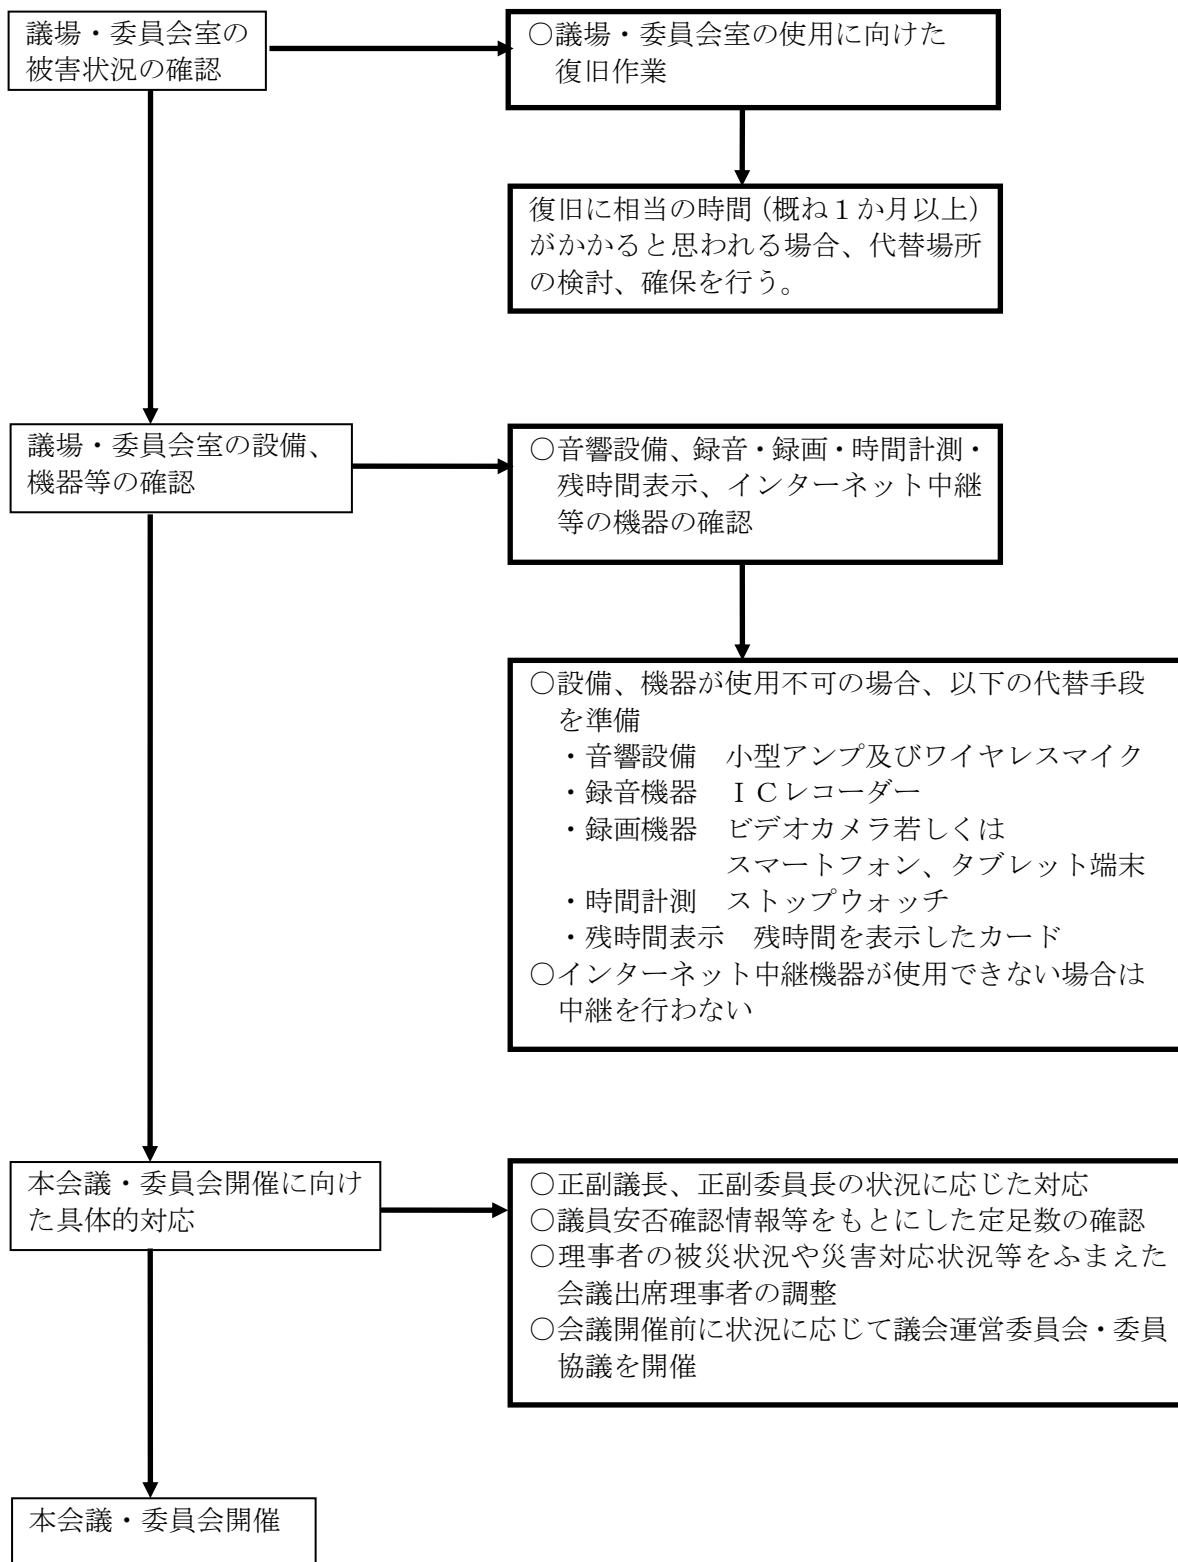 議場・委員会室の
被害状況の確認
○議場・委員会室の使用に向けた
復旧作業
復旧に相当の時間(概ね1か月以上)
がかかると思われる場合、代替場所
の検討、確保を行う。
議場・委員会室の設備、
機器等の確認
○音響設備、録音・録画・時間計測・
残時間表示、インターネット中継
等の機器の確認
○設備、機器が使用不可の場合、以下の代替手段
を準備
・音響設備　小型アンプ及びワイヤレスマイク
・録音機器　ＩＣレコーダー
・録画機器　ビデオカメラ若しくは
スマートフォン、タブレット端末
・時間計測　ストップウォッチ
・残時間表示　残時間を表示したカード
○インターネット中継機器が使用できない場合は
中継を行わない
本会議・委員会開催に向け
た具体的対応
○正副議長、正副委員長の状況に応じた対応
○議員安否確認情報等をもとにした定足数の確認
○理事者の被災状況や災害対応状況等をふまえた
会議出席理事者の調整
○会議開催前に状況に応じて議会運営委員会・委員
協議を開催
本会議・委員会開催